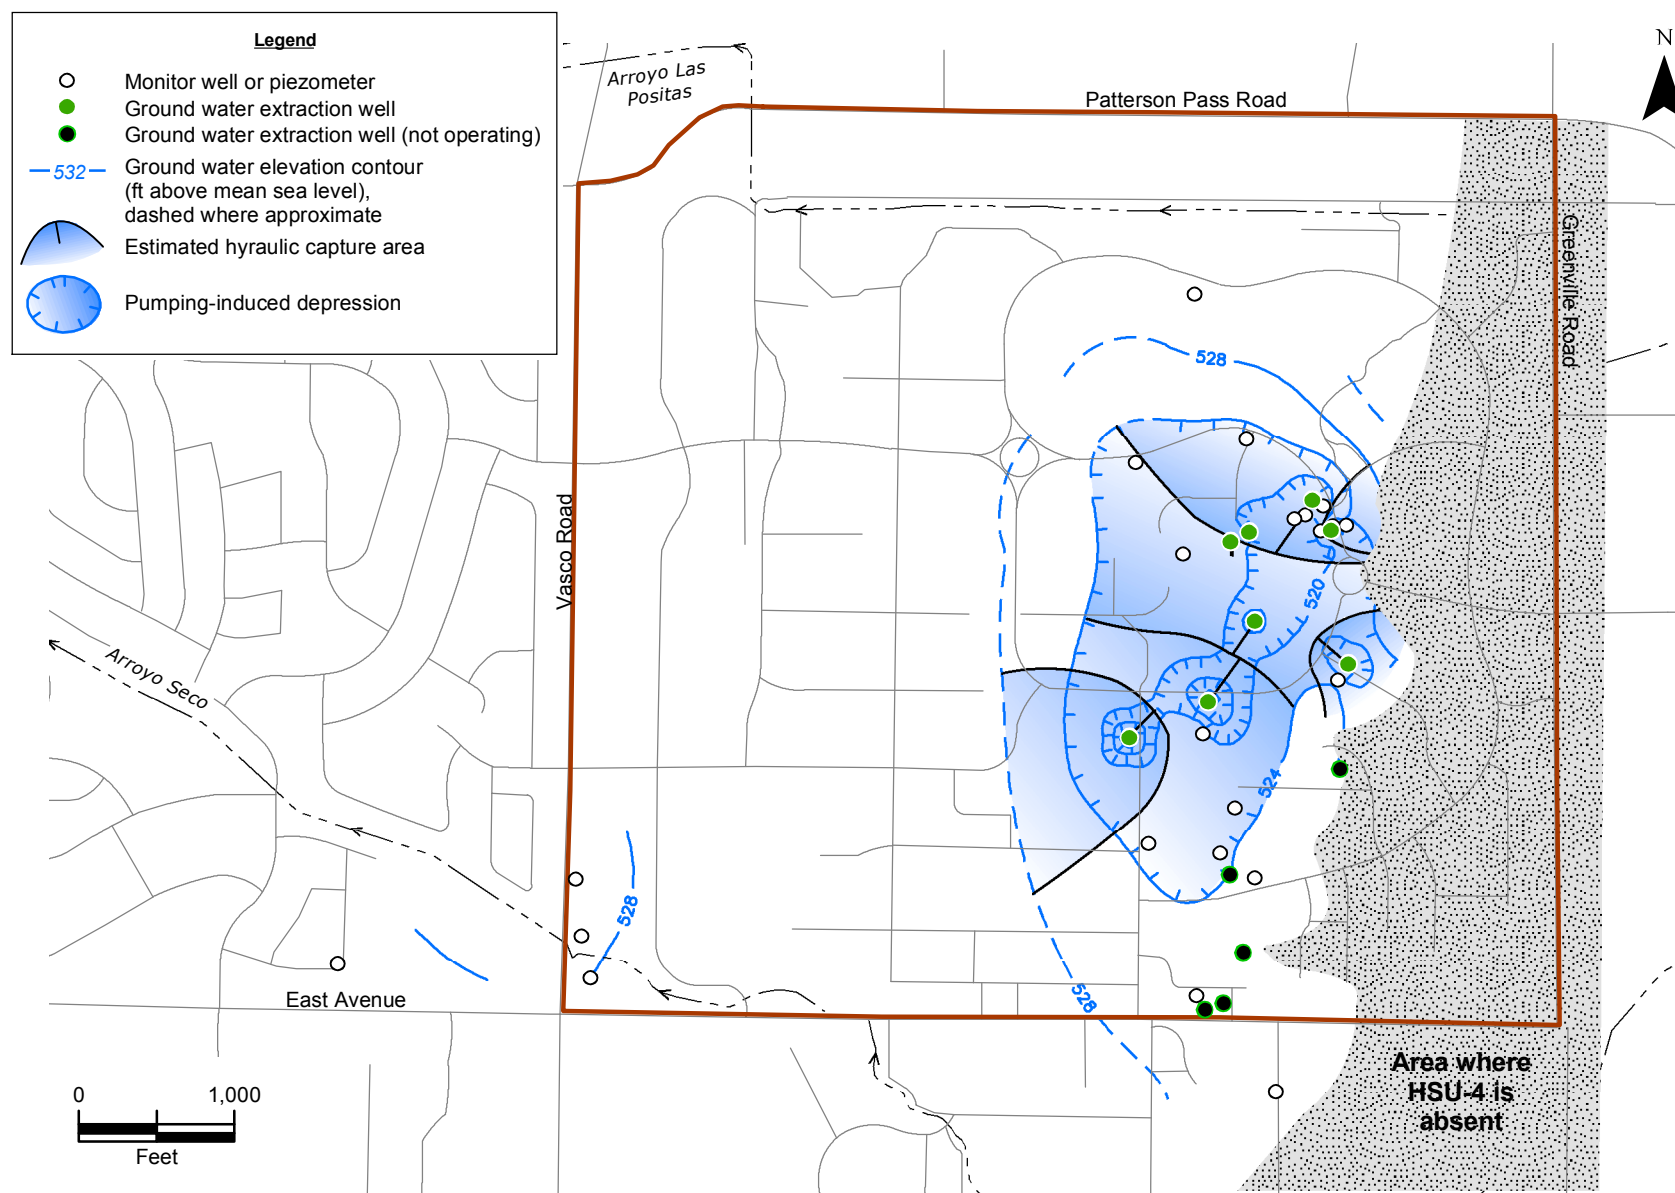 Legend
Monitor well or piezometer
Ground water extraction well
Ground water extraction well (not operating)
532
Ground water elevation contour
(ft above mean sea level),
dashed where approximate
Estimated hyraulic capture area
Pumping-induced depression
N
Arroyo Las
Positas
Patterson Pass Road
Greenville Road
528
Vasco Road
520
Arroyo Seco
524
528
528
East Avenue
Area where
HSU-4 is
absent
0 1,000
Feet